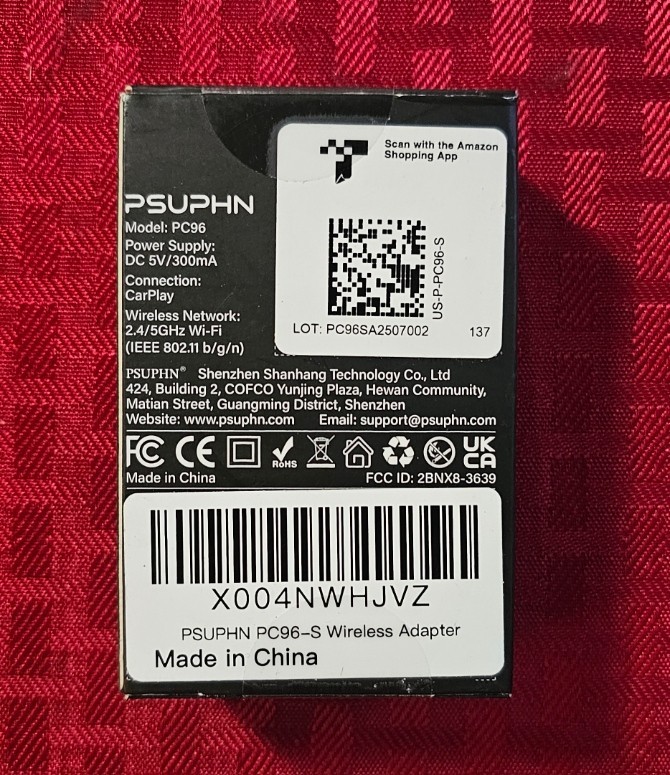 Scan with the Amazon
Shopping App
US-P-PC96-S
LOT: PC96SA2507002 137
PSUPHN
Model: PC96
Power Supply:
DC 5V/300mA
Connection:
CarPlay
Wireless Network:
2.4/5GHz Wi-Fi
(IEEE 802.11 b/g/n)
PSUPHN® Shenzhen Shanhang Technology Co., Ltd
424, Building 2, COFCO Yunjing Plaza, Hewan Community,
Matian Street, Guangming District, Shenzhen
Website: www.psuphn.com Email: support@psuphn.com
FC CE RoHS UK CA
Made in China FCC ID: 2BNX8-3639
X004NWHJVZ
PSUPHN PC96-S Wireless Adapter
Made in China